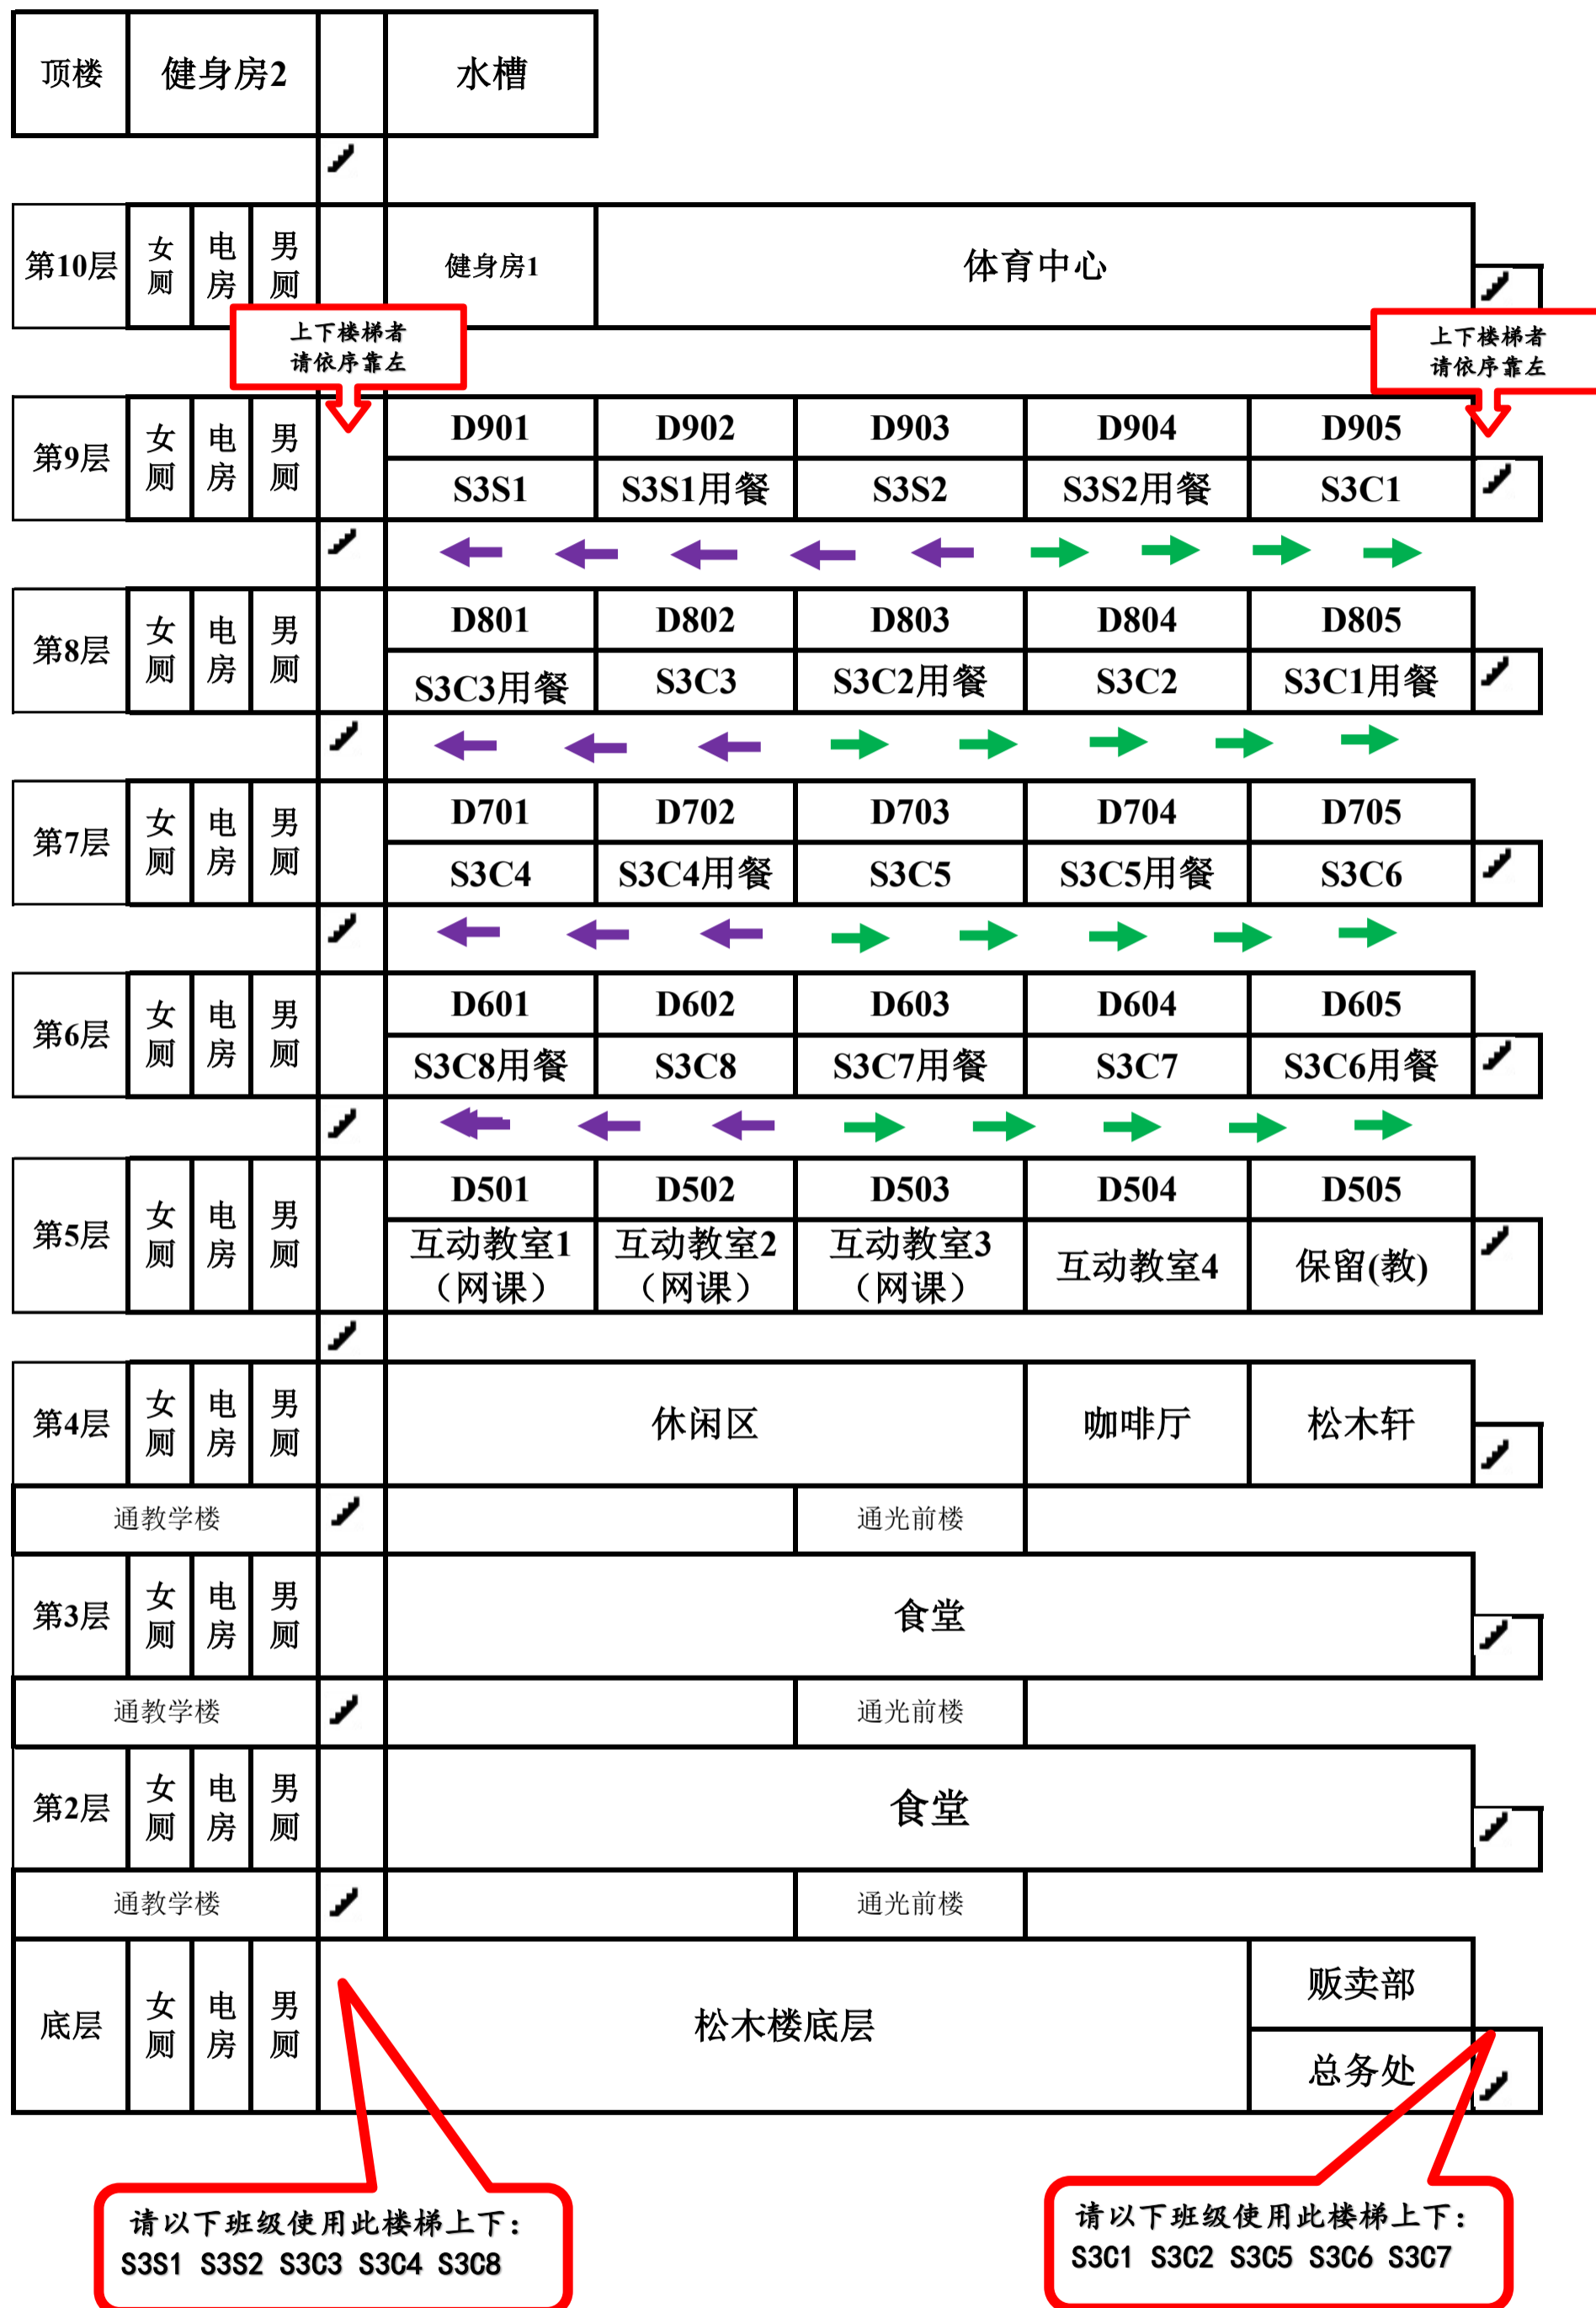 顶楼 健身房2 水槽
第10层 女厕 电房 男厕 健身房1 体育中心
上下楼梯者
请依序靠左
上下楼梯者
请依序靠左
第9层 女厕 电房 男厕
D901 D902 D903 D904 D905
S3S1 S3S1用餐 S3S2 S3S2用餐 S3C1
第8层 女厕 电房 男厕
D801 D802 D803 D804 D805
S3C3用餐 S3C3 S3C2用餐 S3C2 S3C1用餐
第7层 女厕 电房 男厕
D701 D702 D703 D704 D705
S3C4 S3C4用餐 S3C5 S3C5用餐 S3C6
第6层 女厕 电房 男厕
D601 D602 D603 D604 D605
S3C8用餐 S3C8 S3C7用餐 S3C7 S3C6用餐
第5层 女厕 电房 男厕
D501 D502 D503 D504 D505
互动教室1（网课） 互动教室2（网课） 互动教室3（网课） 互动教室4 保留(教)
第4层 女厕 电房 男厕 休闲区 咖啡厅 松木轩
通教学楼 通光前楼
第3层 女厕 电房 男厕 食堂
通教学楼 通光前楼
第2层 女厕 电房 男厕 食堂
通教学楼 通光前楼
底层 女厕 电房 男厕 松木楼底层 贩卖部
总务处
请以下班级使用此楼梯上下：
S3S1 S3S2 S3C3 S3C4 S3C8
请以下班级使用此楼梯上下：
S3C1 S3C2 S3C5 S3C6 S3C7